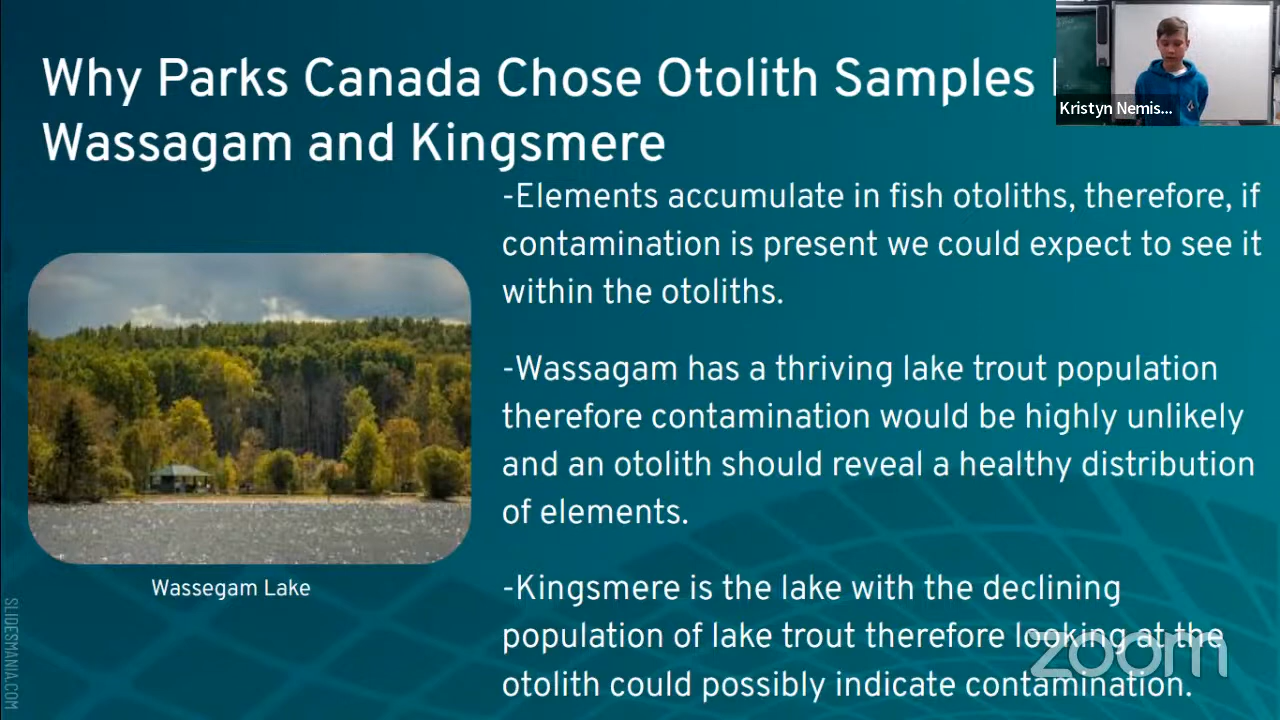 Why Parks Canada Chose Otolith Samples
Wassagam and Kingsmere
Kristyn Nemis...
-Elements accumulate in fish otoliths, therefore, if
contamination is present we could expect to see it
within the otoliths.
-Wassagam has a thriving lake trout population
therefore contamination would be highly unlikely
and an otolith should reveal a healthy distribution
of elements.
Wassegam Lake
-Kingsmere is the lake with the declining
population of lake trout therefore looking at the
otolith could possibly indicate contamination.
zoom
SLIDESMANIA.COM